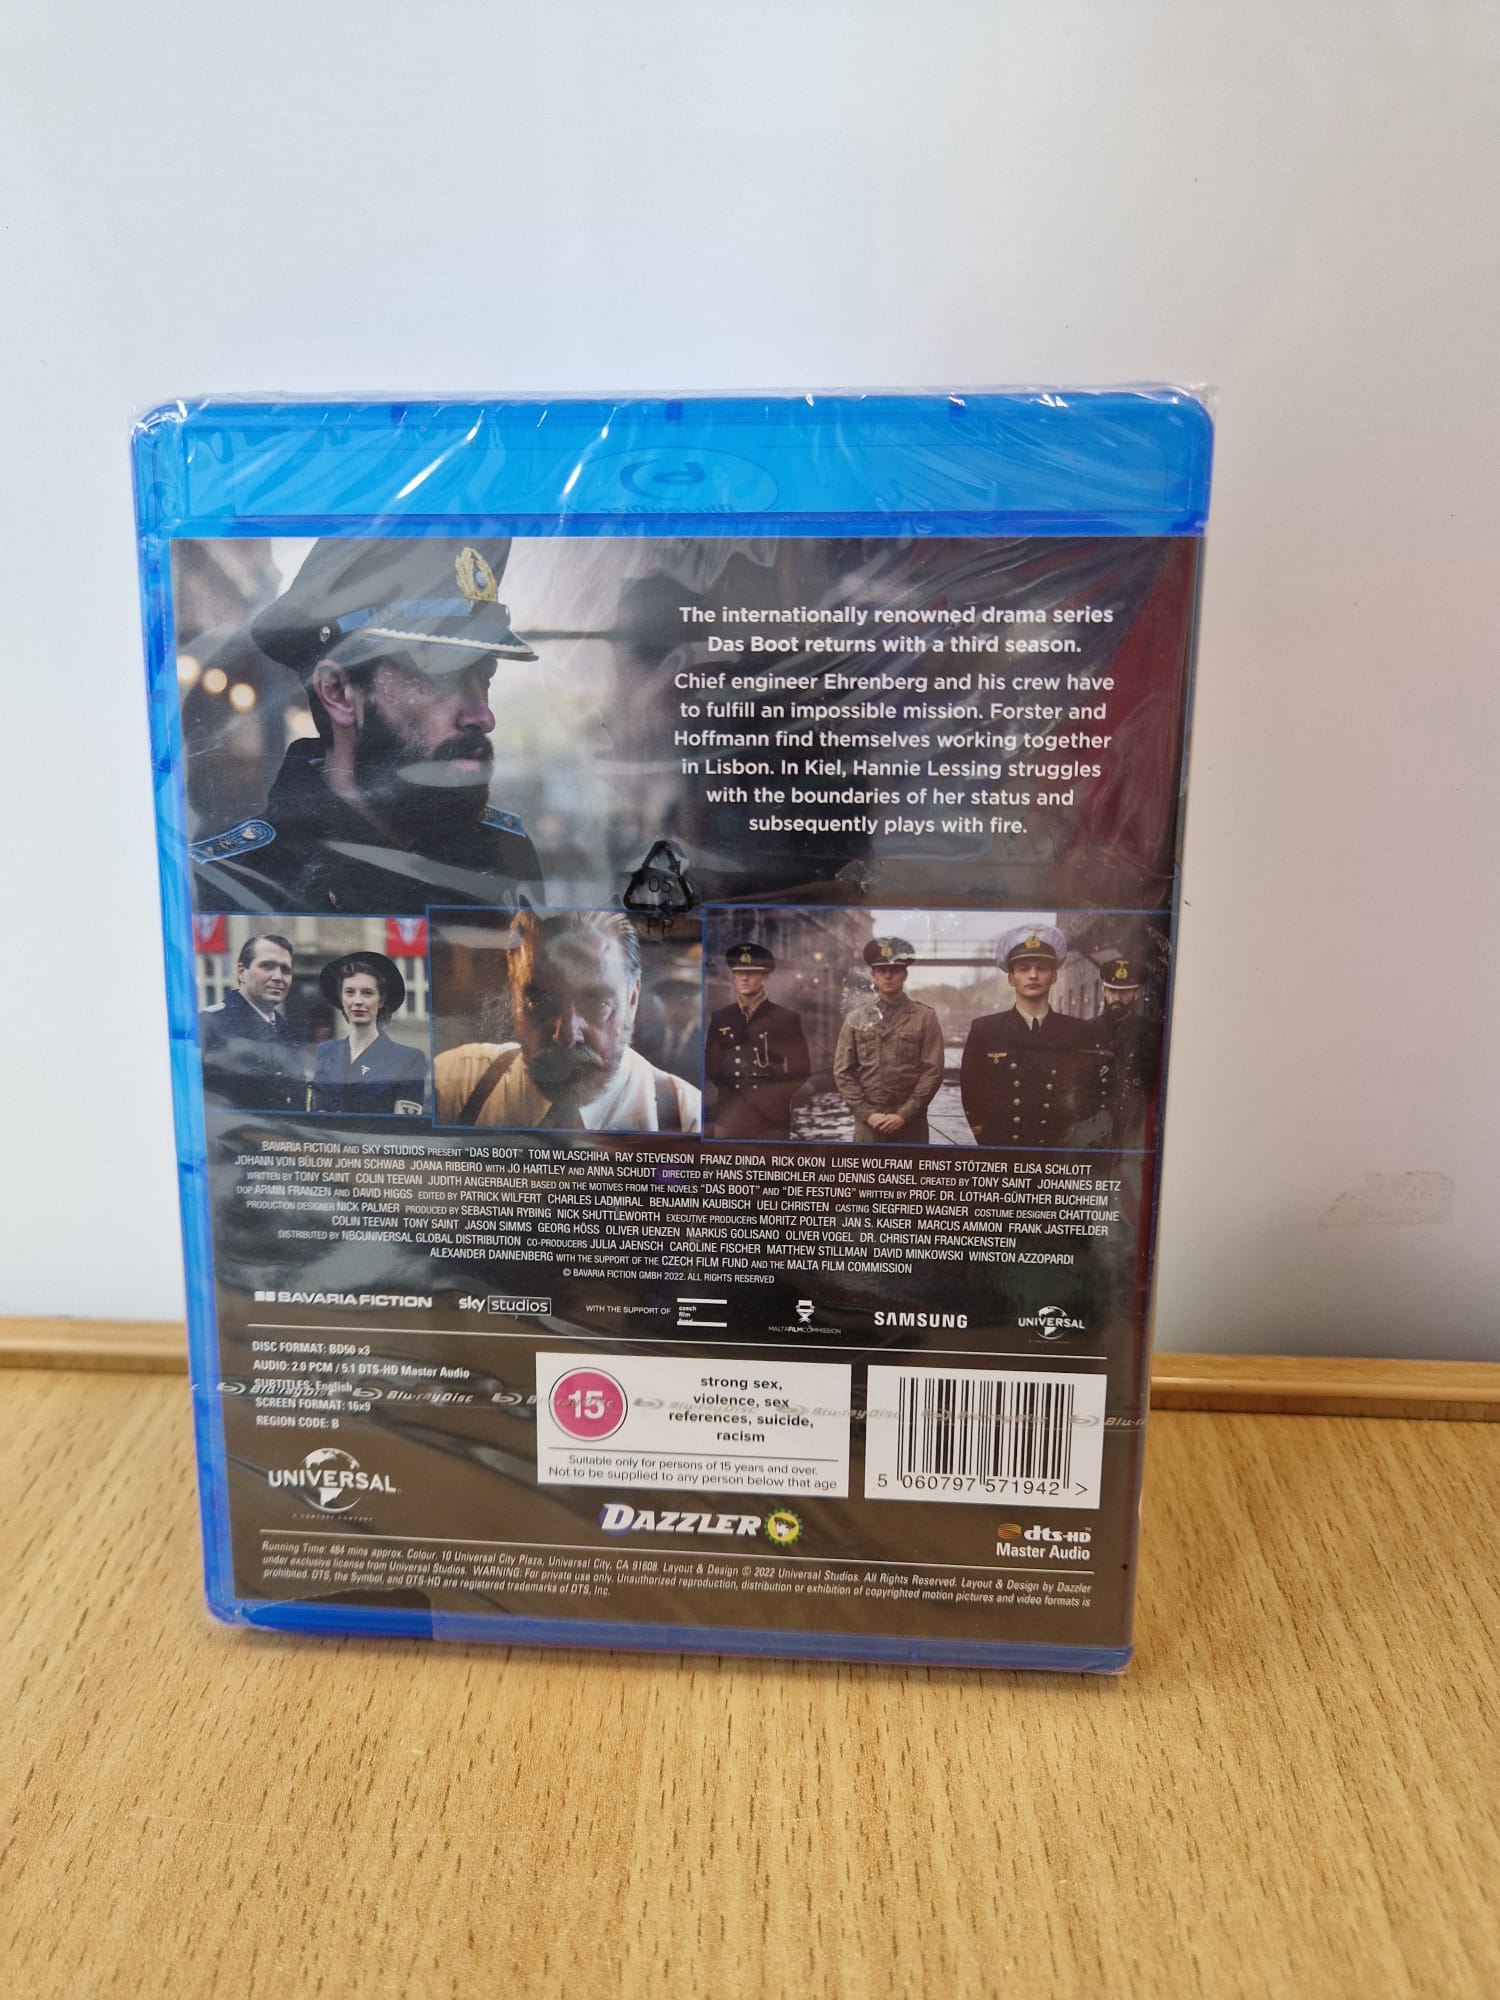 The internationally renowned drama series
Das Boot returns with a third season.
Chief engineer Ehrenberg and his crew have
to fulfill an impossible mission. Forster and
Hoffmann find themselves working together
in Lisbon. In Kiel, Hannie Lessing struggles
with the boundaries of her status and
subsequently plays with fire.
05
PP
BAVARIA FICTION AND SKY STUDIOS PRESENT "DAS BOOT" TOM WLASCHIHA RAY STEVENSON FRANZ DINDA RICK OKON LUISE WOLFRAM ERNST STÖTZNER ELISA SCHLOTT
JOHANN VON BÜLOW JOHN SCHWAB JOANA RIBEIRO WITH JO HARTLEY AND ANNA SCHUDT DIRECTED BY HANS STEINBICHLER AND DENNIS GANSEL CREATED BY TONY SAINT JOHANNES BETZ
WRITTEN BY TONY SAINT COLIN TEEVAN JUDITH ANGERBAUER BASED ON THE MOTIVES FROM THE NOVELS "DAS BOOT" AND "DIE FESTUNG" WRITTEN BY PROF. DR. LOTHAR-GÜNTHER BUCHHEIM
DOP ARMIN FRANZEN AND DAVID HIGGS EDITED BY PATRICK WILFERT CHARLES LADMIRAL BENJAMIN KAUBISCH UELI CHRISTEN CASTING SIEGFRIED WAGNER COSTUME DESIGNER CHATTOUNE
PRODUCTION DESIGNER NICK PALMER PRODUCED BY SEBASTIAN RYBING NICK SHUTTLEWORTH EXECUTIVE PRODUCERS MORITZ POLTER JAN S. KAISER MARCUS AMMON FRANK JASTFELDER
COLIN TEEVAN TONY SAINT JASON SIMMS GEORG HÖSS OLIVER UENZEN MARKUS GOLISANO OLIVER VOGEL DR. CHRISTIAN FRANCKENSTEIN
DISTRIBUTED BY NBCUNIVERSAL GLOBAL DISTRIBUTION CO-PRODUCERS JULIA JAENSCH CAROLINE FISCHER MATTHEW STILLMAN DAVID MINKOWSKI WINSTON AZZOPARDI
ALEXANDER DANNENBERG WITH THE SUPPORT OF THE CZECH FILM FUND AND THE MALTA FILM COMMISSION
© BAVARIA FICTION GMBH 2022. ALL RIGHTS RESERVED
BAVARIA FICTION sky studios WITH THE SUPPORT OF czech film fund MALTAFILMCOMMISSION SAMSUNG UNIVERSAL
DISC FORMAT: BD50 x3
AUDIO: 2.0 PCM / 5.1 DTS-HD Master Audio
SUBTITLES: English
SCREEN FORMAT: 16x9
REGION CODE: B
Blu-ray Disc Blu-ray Disc Blu-ray Disc Blu-ray Disc
15
strong sex,
violence, sex
references, suicide,
racism
Suitable only for persons of 15 years and over.
Not to be supplied to any person below that age
5 060797 571942 >
UNIVERSAL
A COMCAST COMPANY
DAZZLER
dts-HD
Master Audio
Running Time: 484 mins approx. Colour. 10 Universal City Plaza, Universal City, CA 91608. Layout & Design © 2022 Universal Studios. All Rights Reserved. Layout & Design by Dazzler
under exclusive license from Universal Studios. WARNING: For private use only. Unauthorized reproduction, distribution or exhibition of copyrighted motion pictures and video formats is
prohibited. DTS, the Symbol, and DTS-HD are registered trademarks of DTS, Inc.